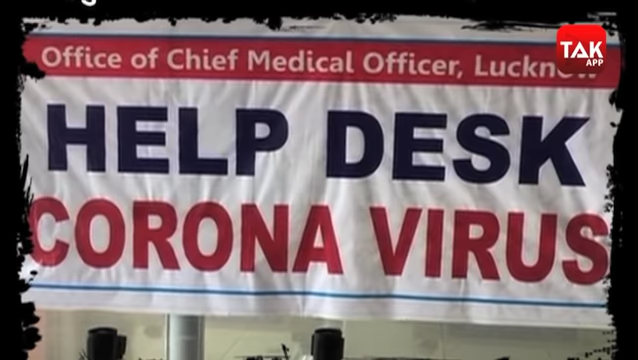 Office of Chief Medical Officer, Lucknow
TAK
APP
HELP DESK
CORONA VIRUS